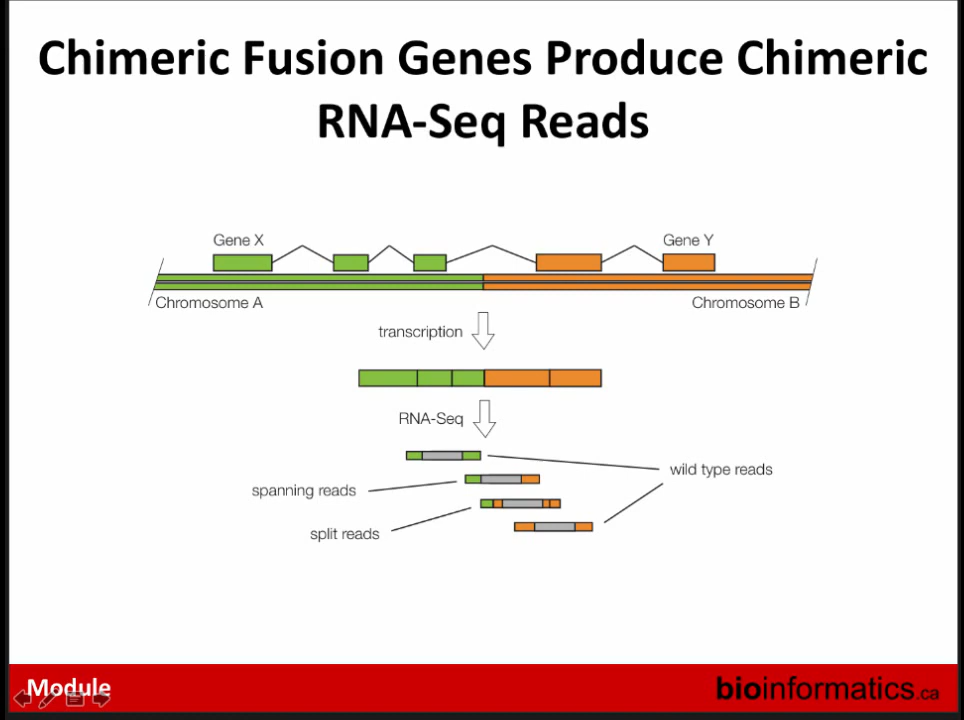 Chimeric Fusion Genes Produce Chimeric
RNA-Seq Reads
Gene X
Gene Y
Chromosome A
Chromosome B
transcription
RNA-Seq
wild type reads
spanning reads
split reads
Module
bioinformatics.ca